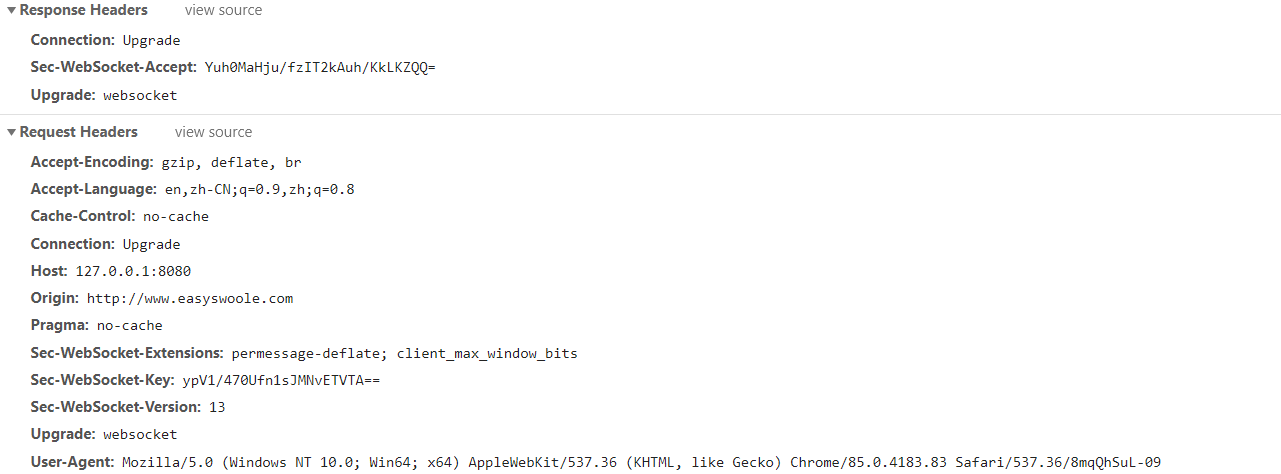 Response Headers view source
Connection: Upgrade
Sec-WebSocket-Accept: Yuh0MaHju/fzIT2kAuh/KkLKZQQ=
Upgrade: websocket
Request Headers view source
Accept-Encoding: gzip, deflate, br
Accept-Language: en,zh-CN;q=0.9,zh;q=0.8
Cache-Control: no-cache
Connection: Upgrade
Host: 127.0.0.1:8080
Origin: http://www.easyswoole.com
Pragma: no-cache
Sec-WebSocket-Extensions: permessage-deflate; client_max_window_bits
Sec-WebSocket-Key: ypV1/470Ufn1sJMNvETVTA==
Sec-WebSocket-Version: 13
Upgrade: websocket
User-Agent: Mozilla/5.0 (Windows NT 10.0; Win64; x64) AppleWebKit/537.36 (KHTML, like Gecko) Chrome/85.0.4183.83 Safari/537.36/8mqQhSuL-09